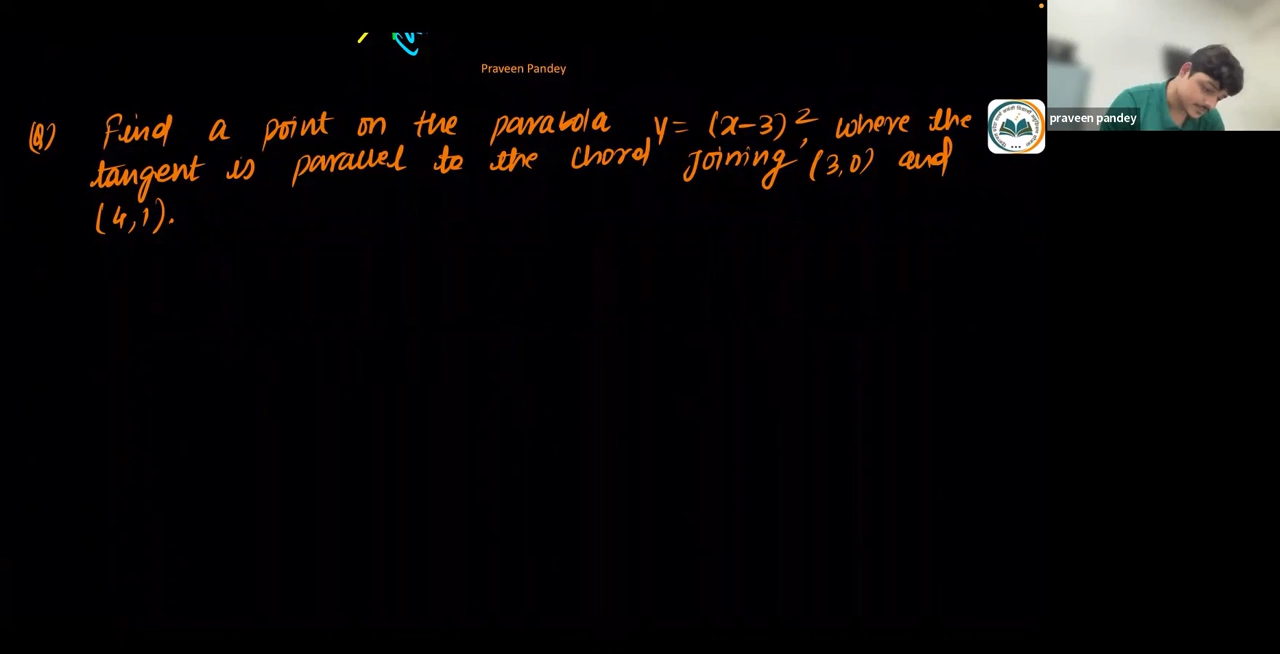 Praveen Pandey
praveen pandey
(Q) Find a point on the parabola y = (x-3)² where the
tangent is parallel to the chord joining (3,0) and
(4,1).